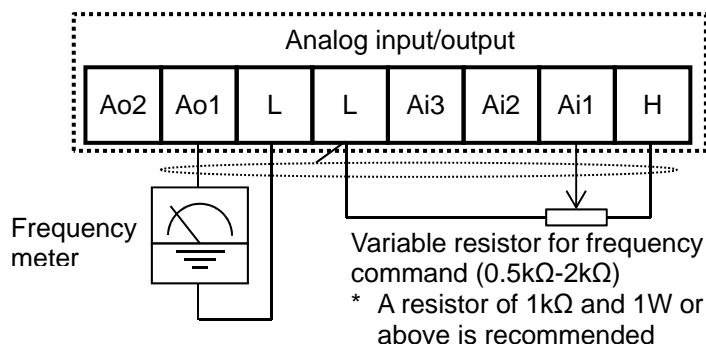 Analog input/output
Ao2 Ao1 L L Ai3 Ai2 Ai1 H
Frequency
meter
Variable resistor for frequency
command (0.5kΩ-2kΩ)
* A resistor of 1kΩ and 1W or
above is recommended